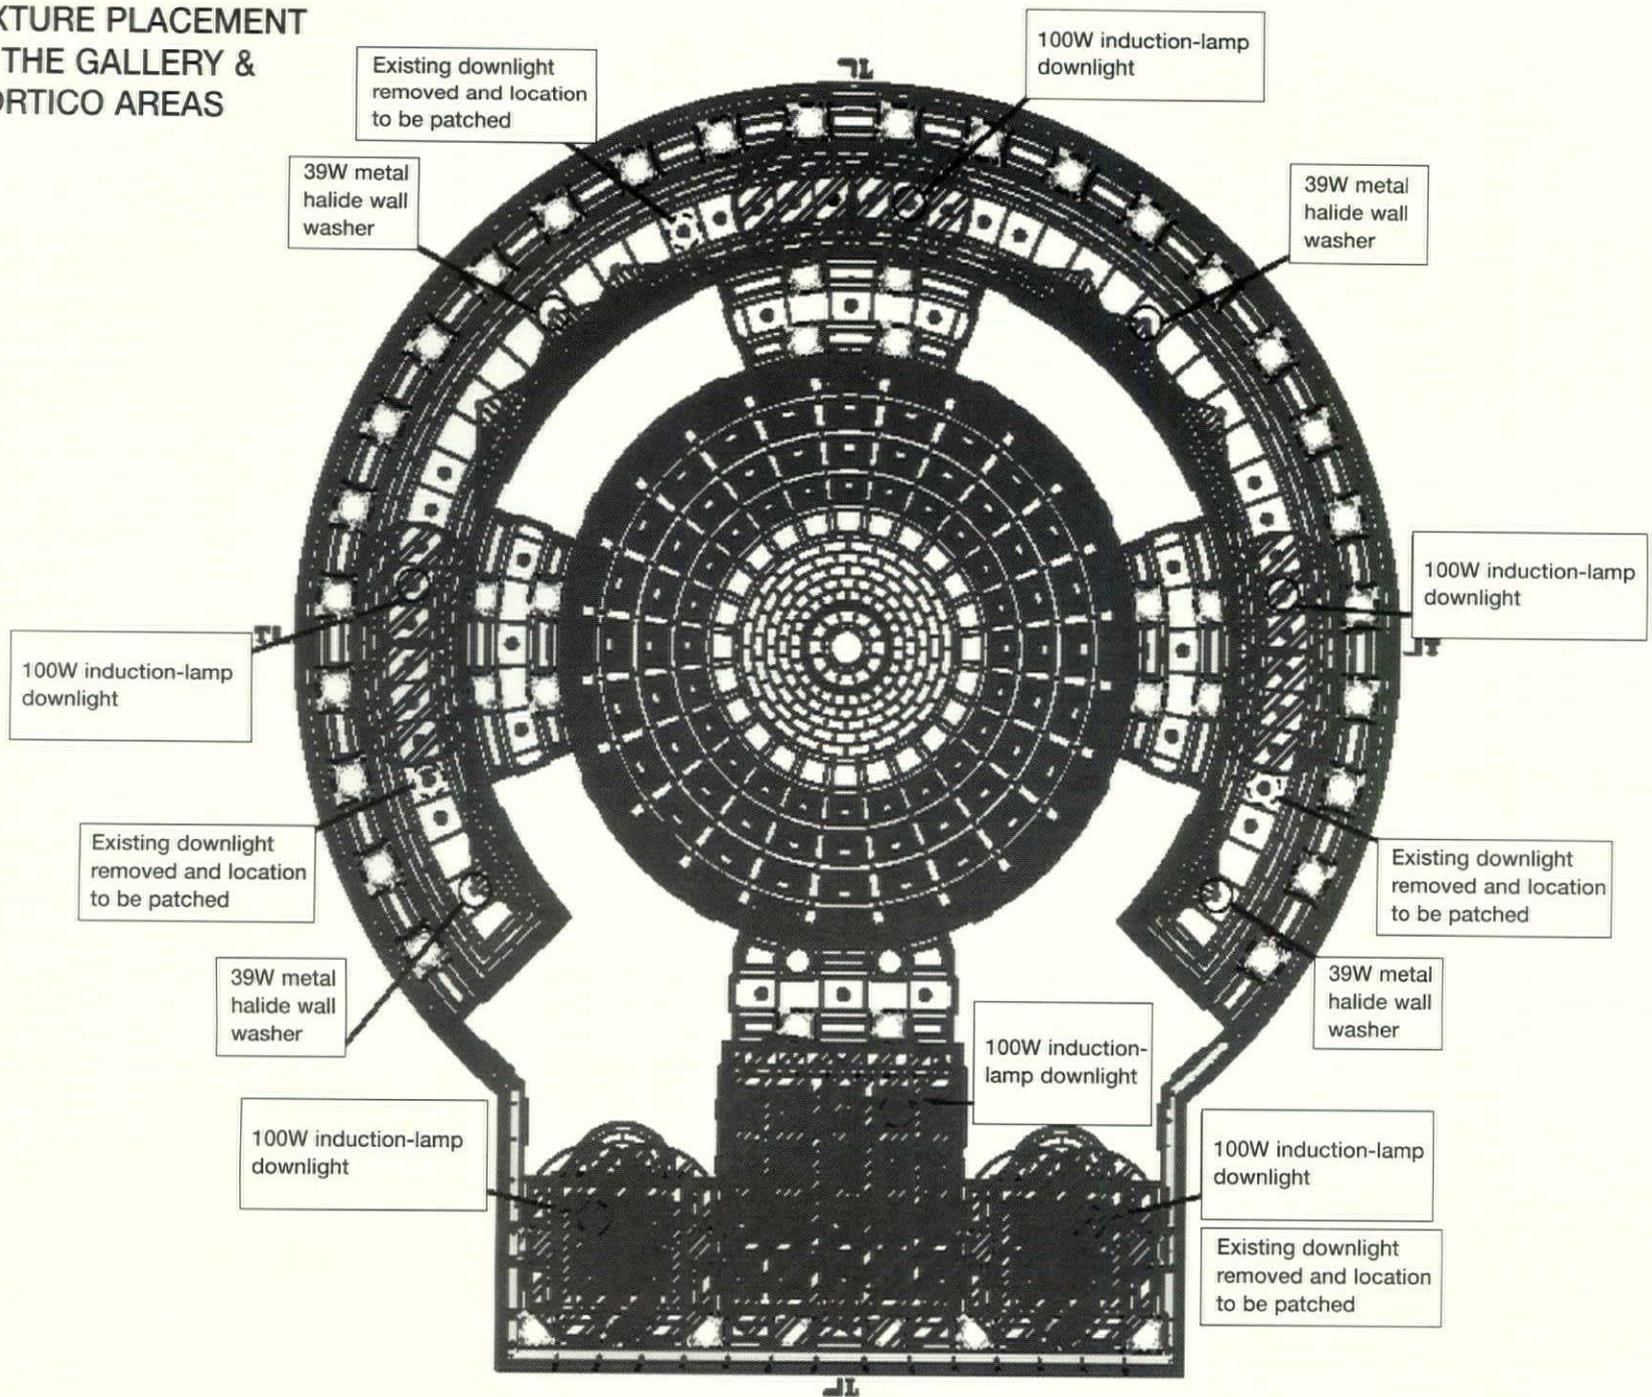 XTURE PLACEMENT
THE GALLERY &
ORTICO AREAS
Existing downlight
removed and location
to be patched
100W induction-lamp
downlight
39W metal
halide wall
washer
39W metal
halide wall
washer
100W induction-lamp
downlight
100W induction-lamp
downlight
Existing downlight
removed and location
to be patched
Existing downlight
removed and location
to be patched
39W metal
halide wall
washer
39W metal
halide wall
washer
100W induction-
lamp downlight
100W induction-lamp
downlight
100W induction-lamp
downlight
Existing downlight
removed and location
to be patched